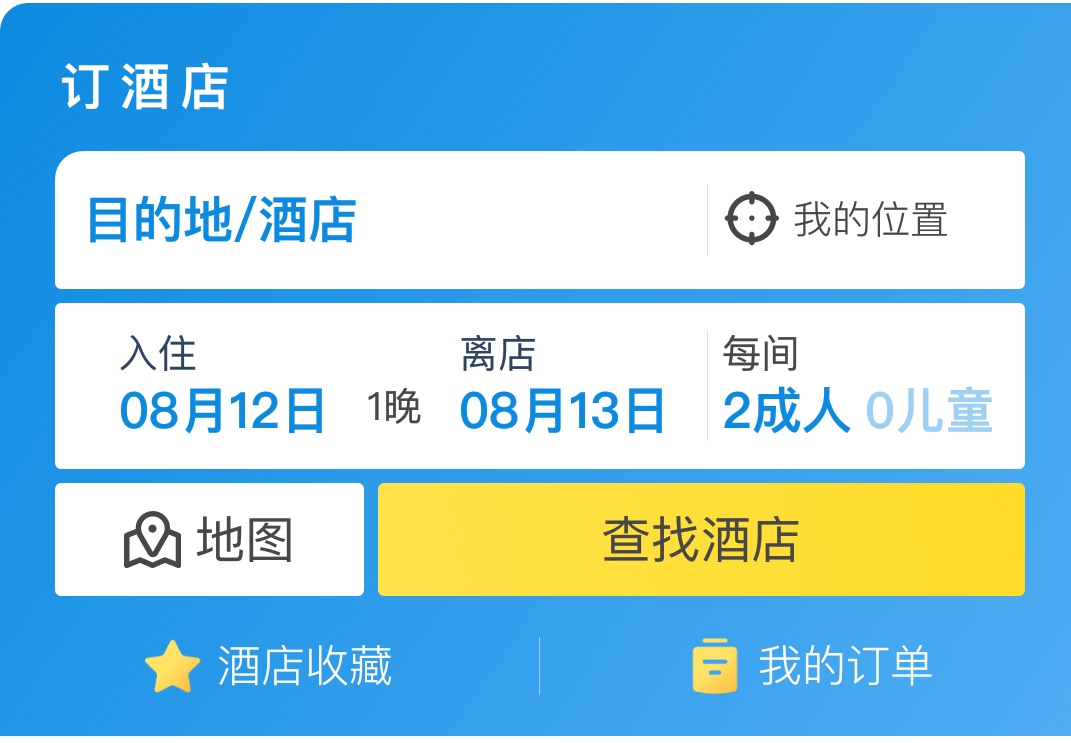 订酒店
目的地/酒店 我的位置
入住 离店 每间
08月12日 1晚 08月13日 2成人 0儿童
地图 查找酒店
酒店收藏 我的订单